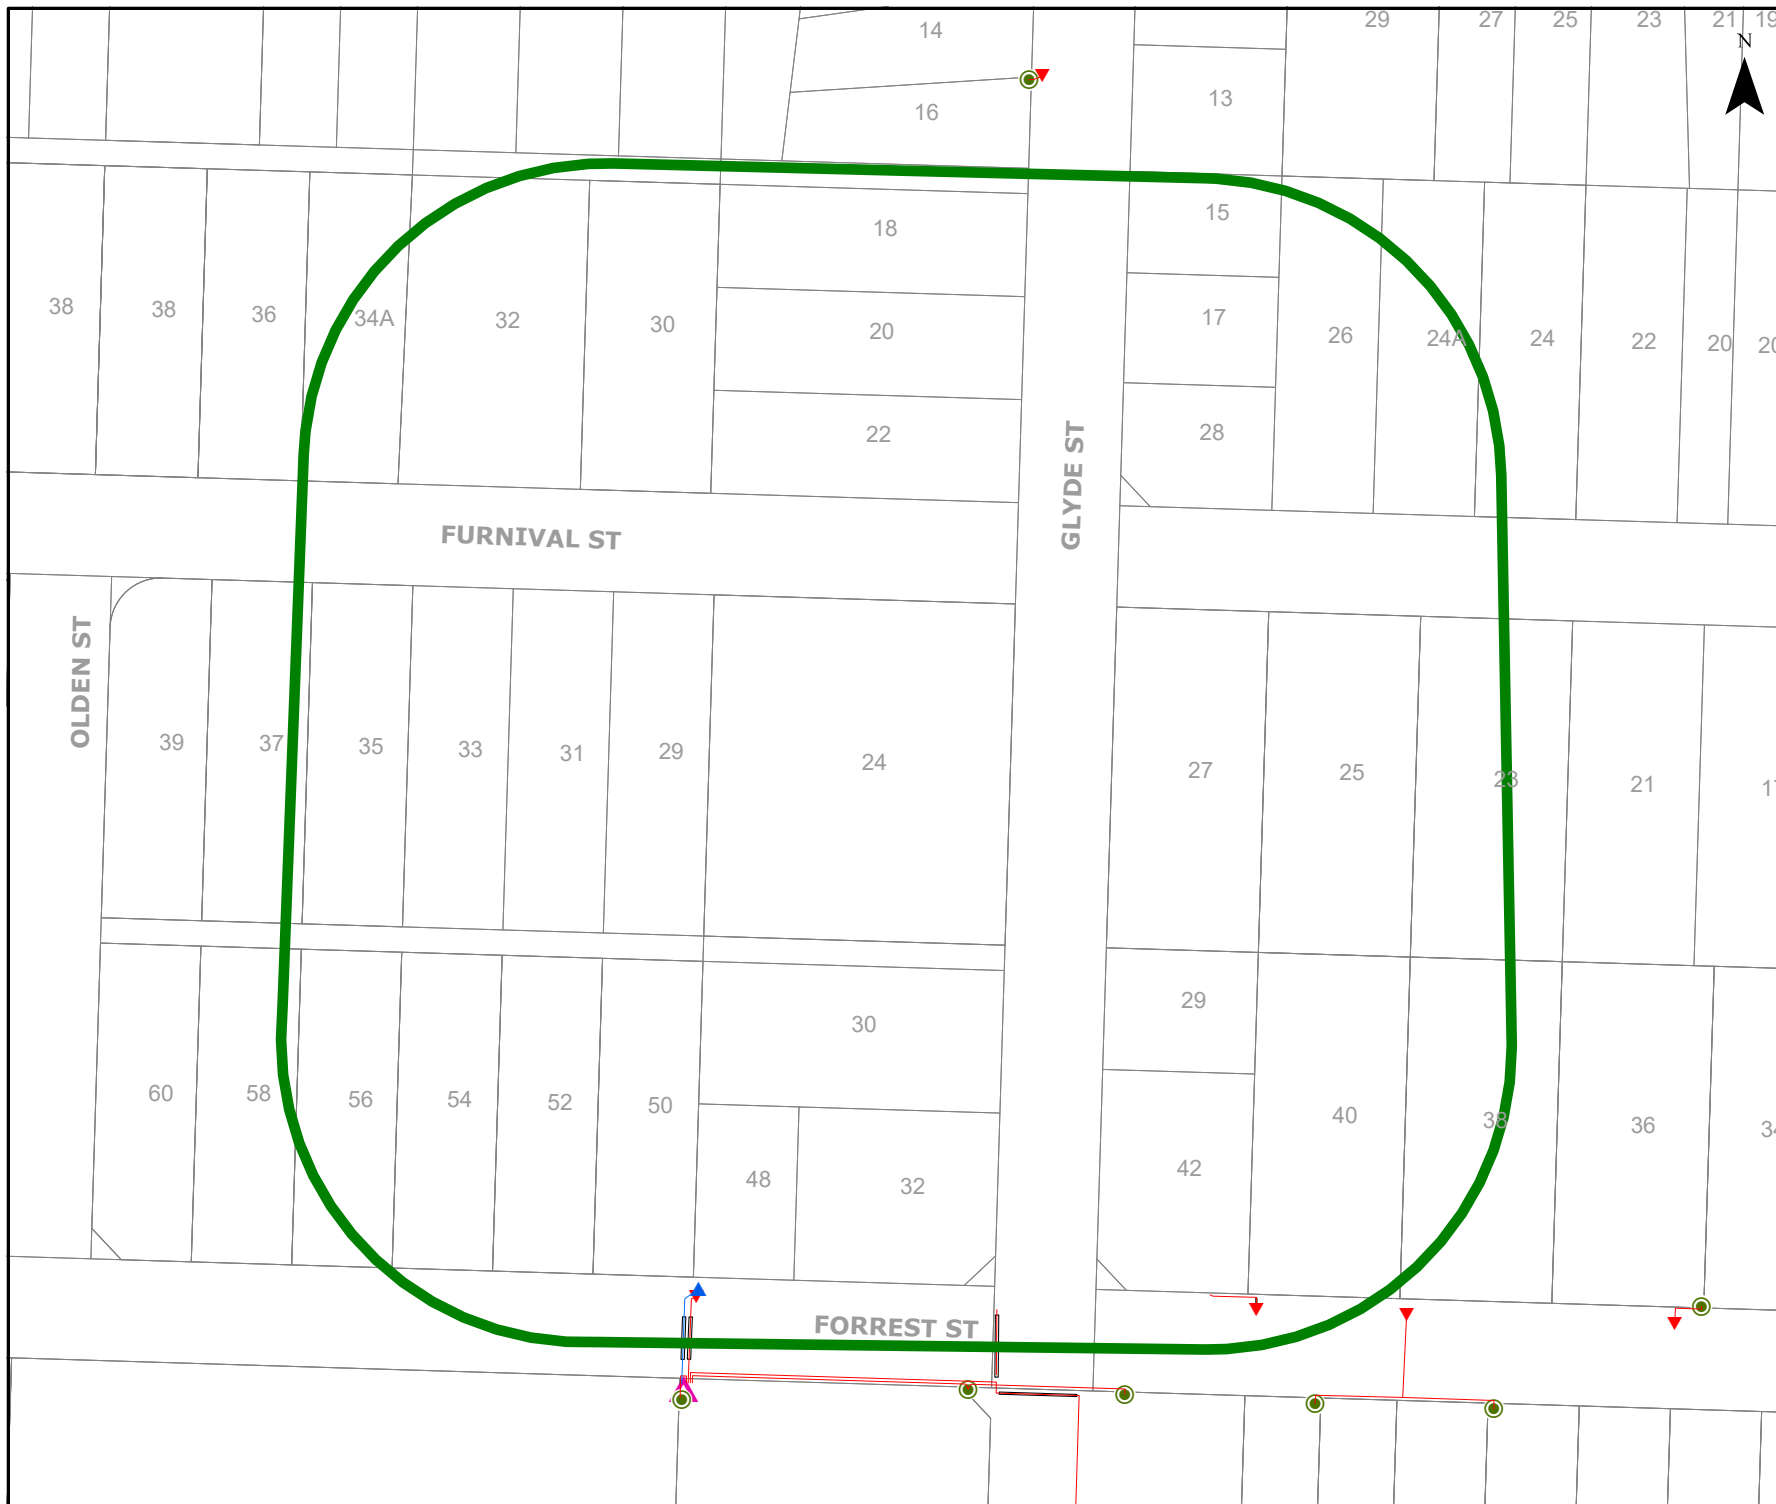 29 27 25 23 21 19
14
N
13
16
15
18
38 38 36 34A 32 30 20 17 26 24A 24 22 20 20
22 28
GLYDE ST
FURNIVAL ST
OLDEN ST
39 37 35 33 31 29 24 27 25 23 21
30 29
60 58 56 54 52 50 40 38 36
48 32 42
FORREST ST